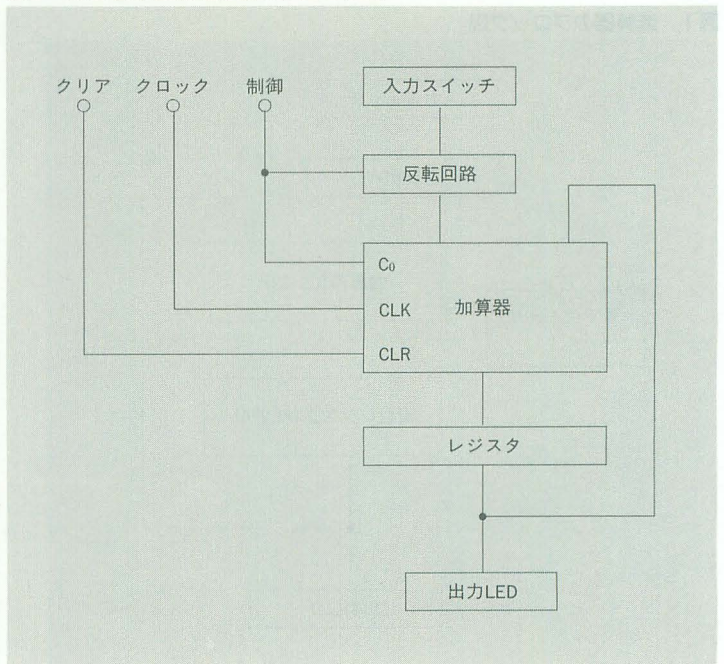 クリア クロック 制御
入力スイッチ
反転回路
C₀
CLK
加算器
CLR
レジスタ
出力LED